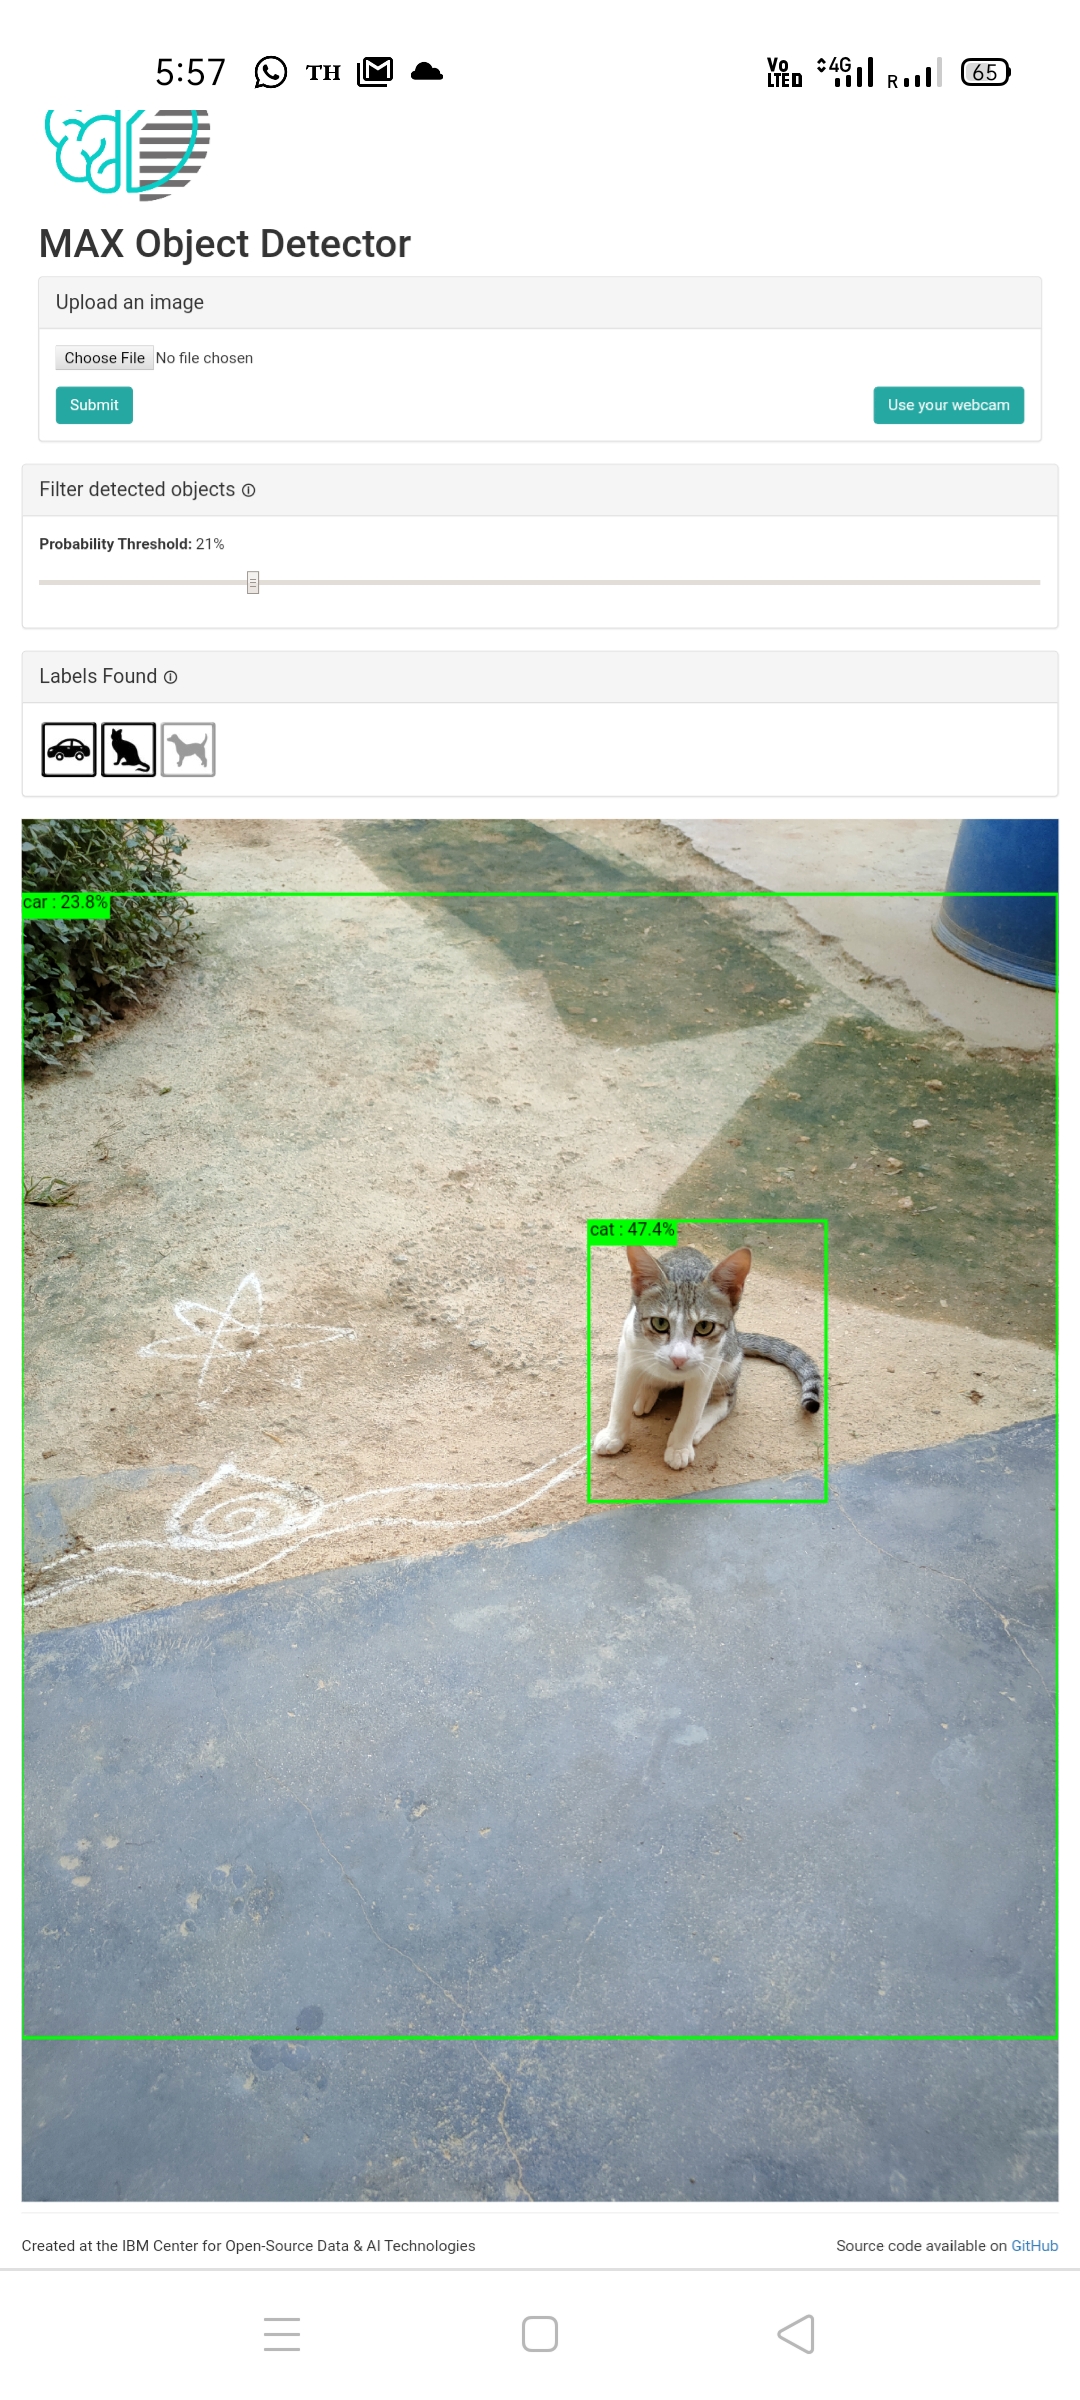 5:57 TH Vo LTE D 4G R 65
MAX Object Detector
Upload an image
Choose File No file chosen
Submit Use your webcam
Filter detected objects
Probability Threshold: 21%
Labels Found
car : 23.8%
cat : 47.4%
Created at the IBM Center for Open-Source Data & AI Technologies Source code available on GitHub